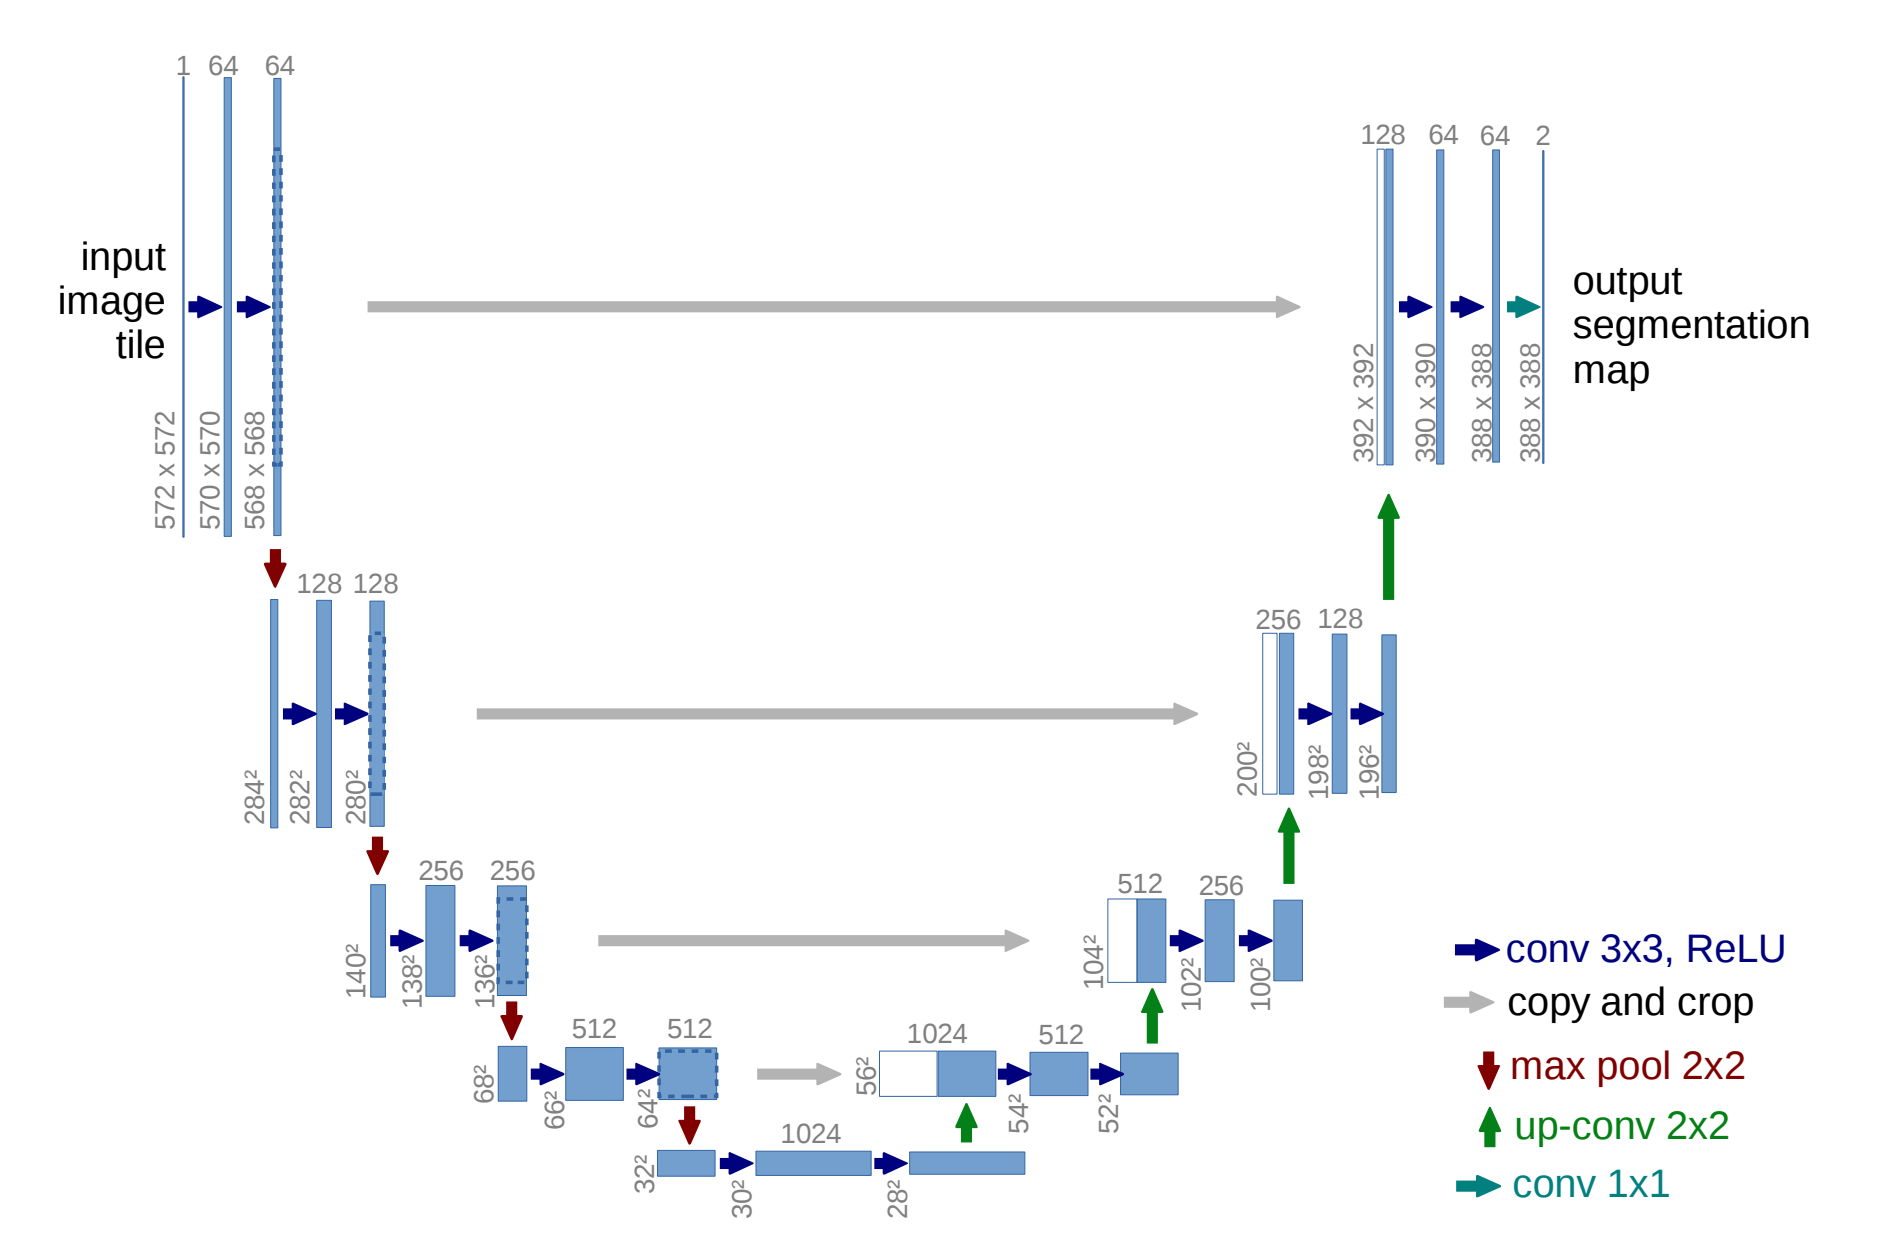 1 64 64
128 64 64 2
input
image
tile
output
segmentation
map
572 x 572
570 x 570
568 x 568
392 x 392
390 x 390
388 x 388
388 x 388
128 128
256 128
284²
282²
280²
200²
198²
196²
256 256
512 256
140²
138²
136²
104²
102²
100²
512 512
1024 512
68²
66²
64²
56²
54²
52²
1024
32²
30²
28²
conv 3x3, ReLU
copy and crop
max pool 2x2
up-conv 2x2
conv 1x1